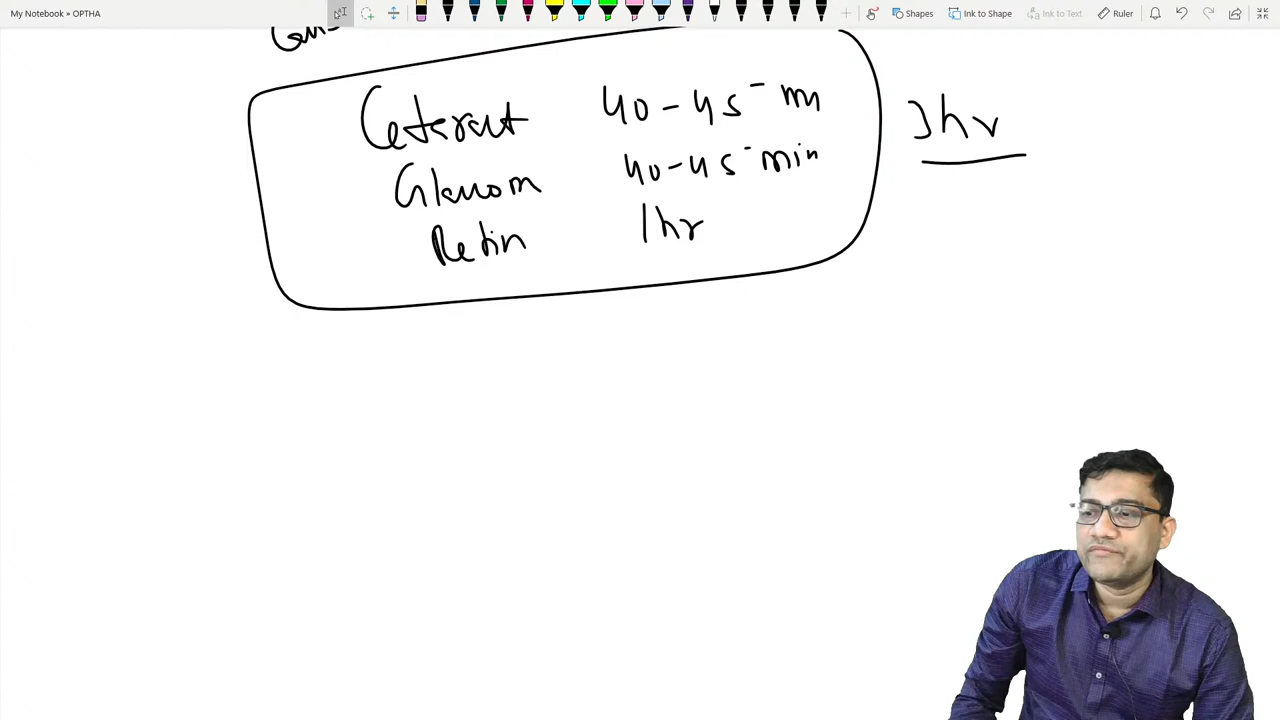 My Notebook » OPTHA
Shapes
Ink to Shape
Ink to Text
Ruler
Cataract 40-45 min
3hr
Glaucom 40-45 min
Retin 1hr